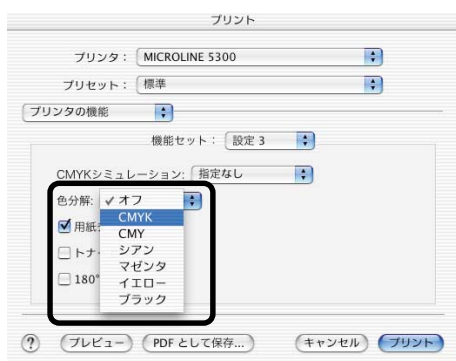 プリント
プリンタ： MICROLINE 5300
プリセット： 標準
プリンタの機能
機能セット： 設定 3
CMYKシミュレーション: 指定なし
色分解: ✓ オフ
CMYK
用紙
CMY
トナ
シアン
マゼンタ
180°
イエロー
ブラック
? プレビュー PDF として保存... キャンセル プリント